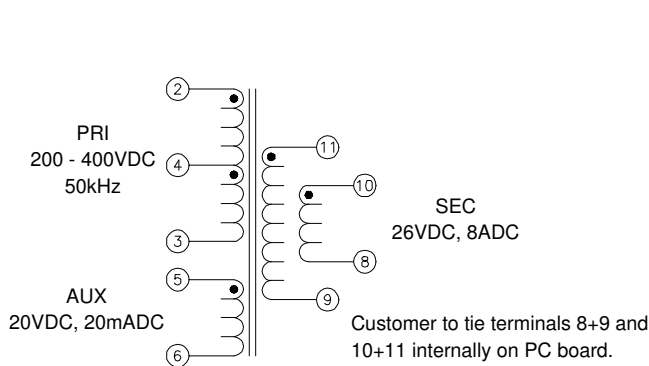 2
PRI
200 - 400VDC
50kHz
4
3
5
AUX
20VDC, 20mADC
6
11
10
SEC
26VDC, 8ADC
8
9
Customer to tie terminals 8+9 and
10+11 internally on PC board.